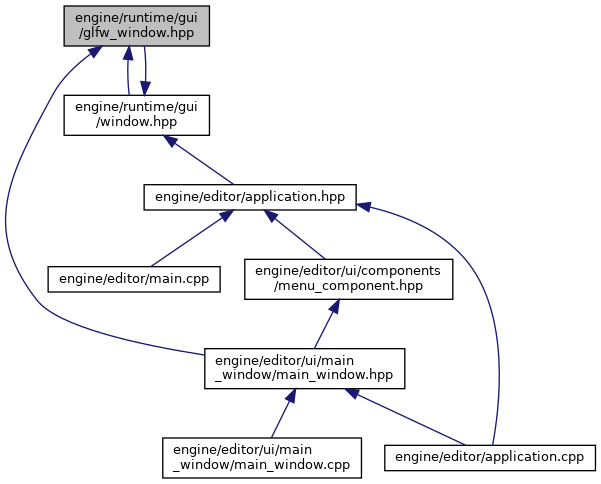 engine/runtime/gui
/glfw_window.hpp
engine/runtime/gui
/window.hpp
engine/editor/application.hpp
engine/editor/main.cpp
engine/editor/ui/components
/menu_component.hpp
engine/editor/ui/main
_window/main_window.hpp
engine/editor/ui/main
_window/main_window.cpp
engine/editor/application.cpp